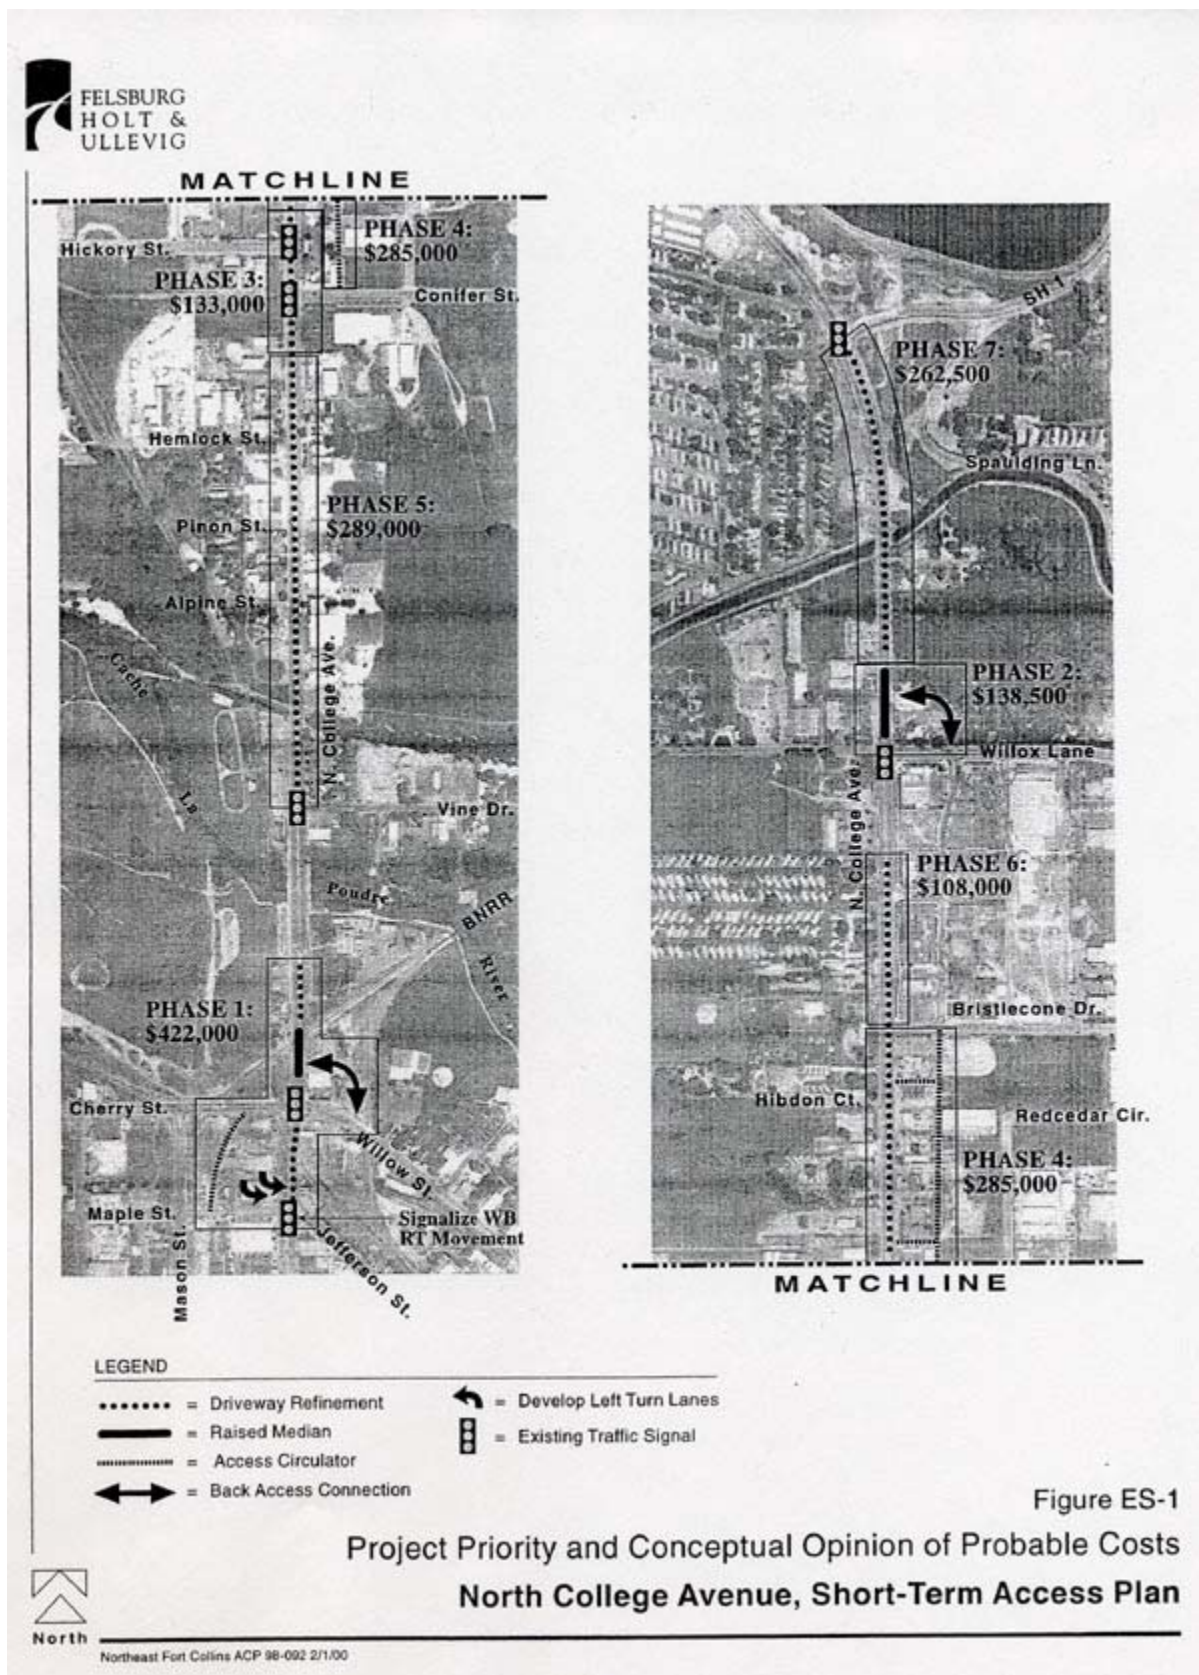 FELSBURG
HOLT &
ULLEVIG
MATCHLINE
Hickory St.
PHASE 4:
$285,000
PHASE 3:
$133,000
Conifer St.
Hemlock St.
PHASE 5:
$289,000
Pinon St.
Alpine St.
N. College Ave.
Cache
La
Poudre
River
Vine Dr.
BNRR
PHASE 1:
$422,000
Cherry St.
Willow St.
Maple St.
Signalize WB
RT Movement
Mason St.
Jefferson St.
SH 1
PHASE 7:
$262,500
Spaulding Ln.
PHASE 2:
$138,500
Willox Lane
N. College Ave.
PHASE 6:
$108,000
Bristlecone Dr.
Hibdon Ct.
Redcedar Cir.
PHASE 4:
$285,000
MATCHLINE
LEGEND
= Driveway Refinement
= Raised Median
= Access Circulator
= Back Access Connection
= Develop Left Turn Lanes
= Existing Traffic Signal
Figure ES-1
Project Priority and Conceptual Opinion of Probable Costs
North College Avenue, Short-Term Access Plan
North
Northeast Fort Collins ACP 98-092 2/1/00